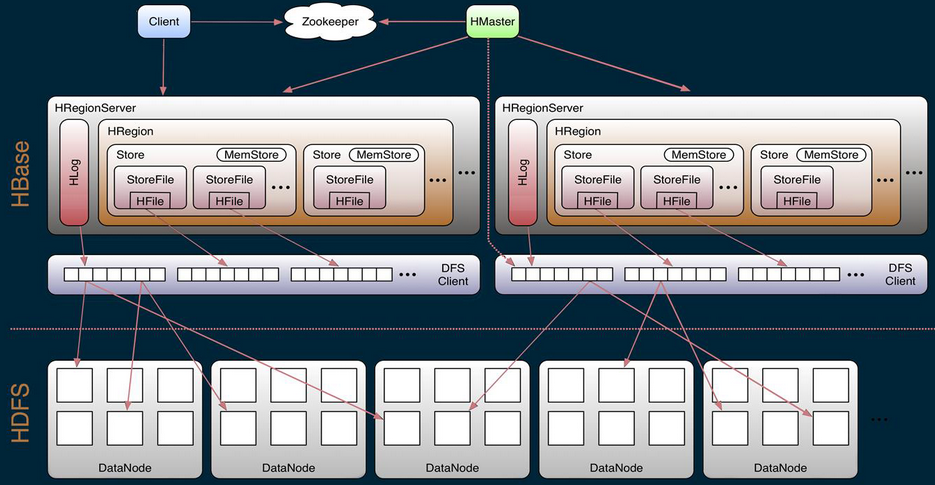 Client
Zookeeper
HMaster
HBase
HRegionServer
HLog
HRegion
Store
MemStore
StoreFile
HFile
StoreFile
HFile
...
Store
MemStore
StoreFile
HFile
...
...
HRegionServer
HLog
HRegion
Store
MemStore
StoreFile
HFile
StoreFile
HFile
...
Store
MemStore
StoreFile
HFile
...
...
...
DFS
Client
...
DFS
Client
HDFS
DataNode
DataNode
DataNode
DataNode
DataNode
...